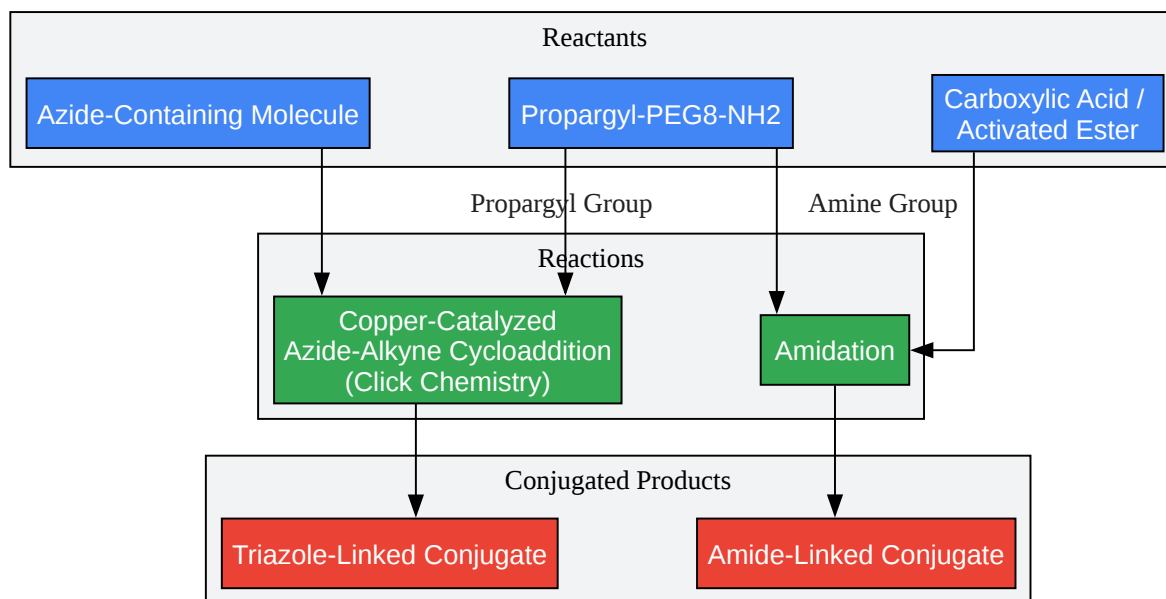 Reactants
Azide-Containing Molecule
Propargyl-PEG8-NH2
Carboxylic Acid /
Activated Ester
Propargyl Group
Amine Group
Reactions
Copper-Catalyzed
Azide-Alkyne Cycloaddition
(Click Chemistry)
Amidation
Conjugated Products
Triazole-Linked Conjugate
Amide-Linked Conjugate